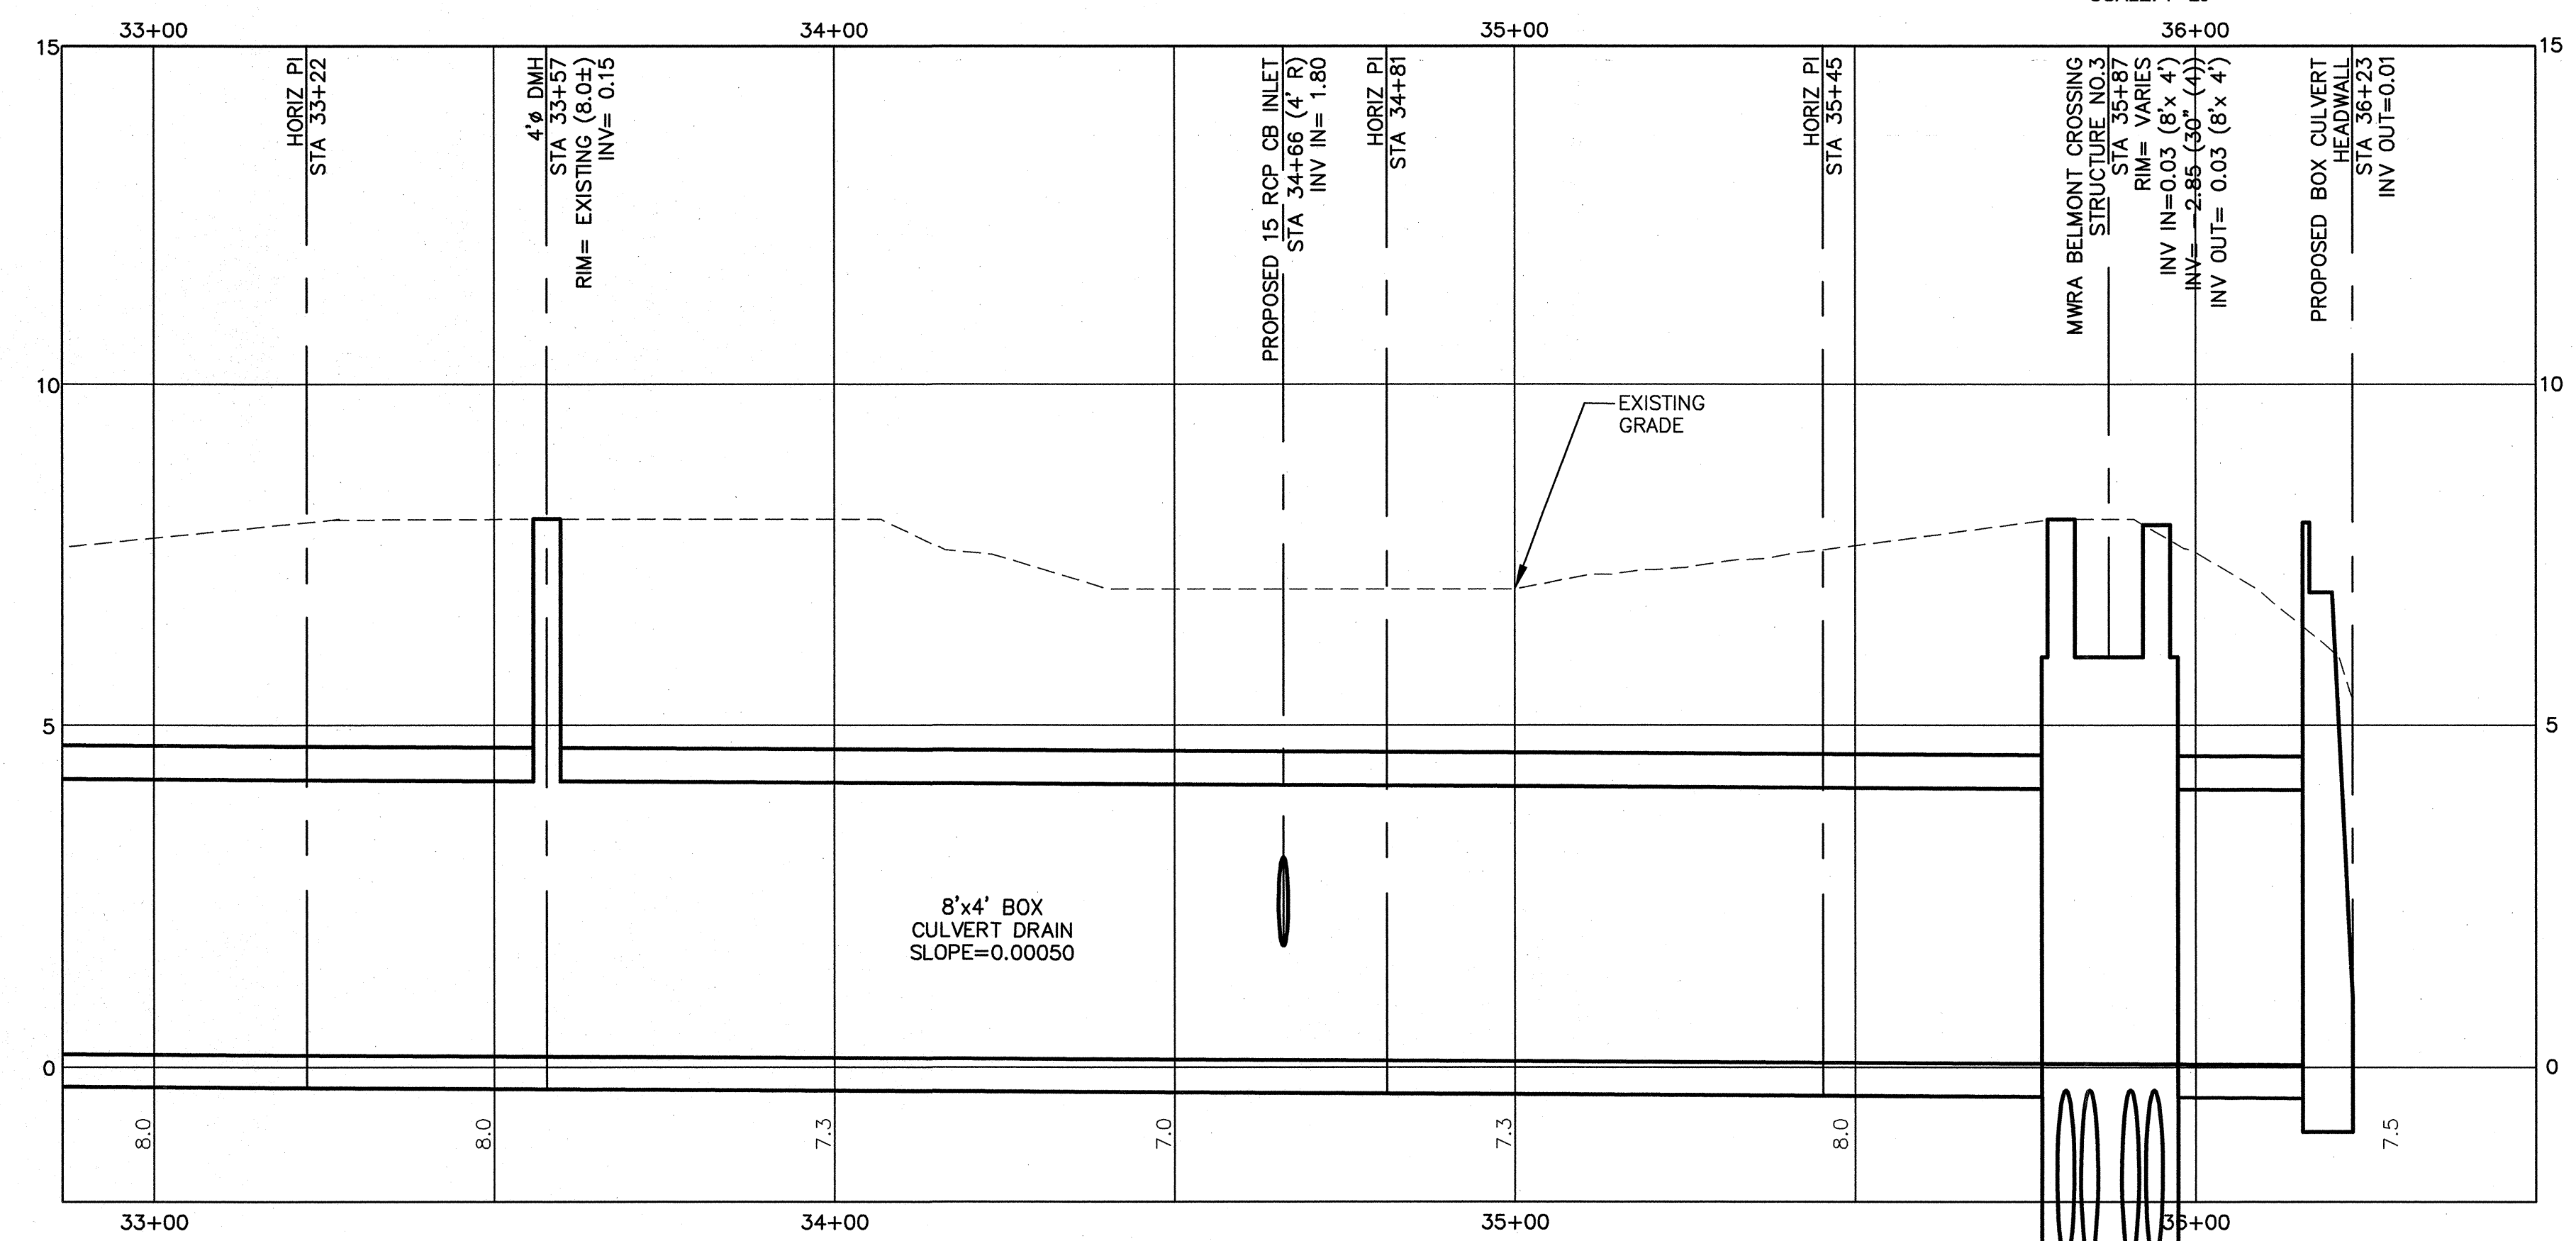 33+00
34+00
35+00
36+00
15
15
HORIZ PI
STA 33+22
4'ø DMH
STA 33+57
RIM= EXISTING (8.0±)
INV= 0.15
PROPOSED 15 RCP CB INLET
STA 34+66 (4' R)
INV IN= 1.80
HORIZ PI
STA 34+81
HORIZ PI
STA 35+45
MWRA BELMONT CROSSING
STRUCTURE NO.3
STA 35+87
RIM= VARIES
INV IN=0.03 (8'x 4')
INV= -2.85 (30" (4))
INV OUT= 0.03 (8'x 4')
PROPOSED BOX CULVERT
HEADWALL
STA 36+23
INV OUT=0.01
10
10
EXISTING
GRADE
5
5
8'x4' BOX
CULVERT DRAIN
SLOPE=0.00050
0
0
8.0
8.0
7.3
7.0
7.3
8.0
7.5
33+00
34+00
35+00
36+00